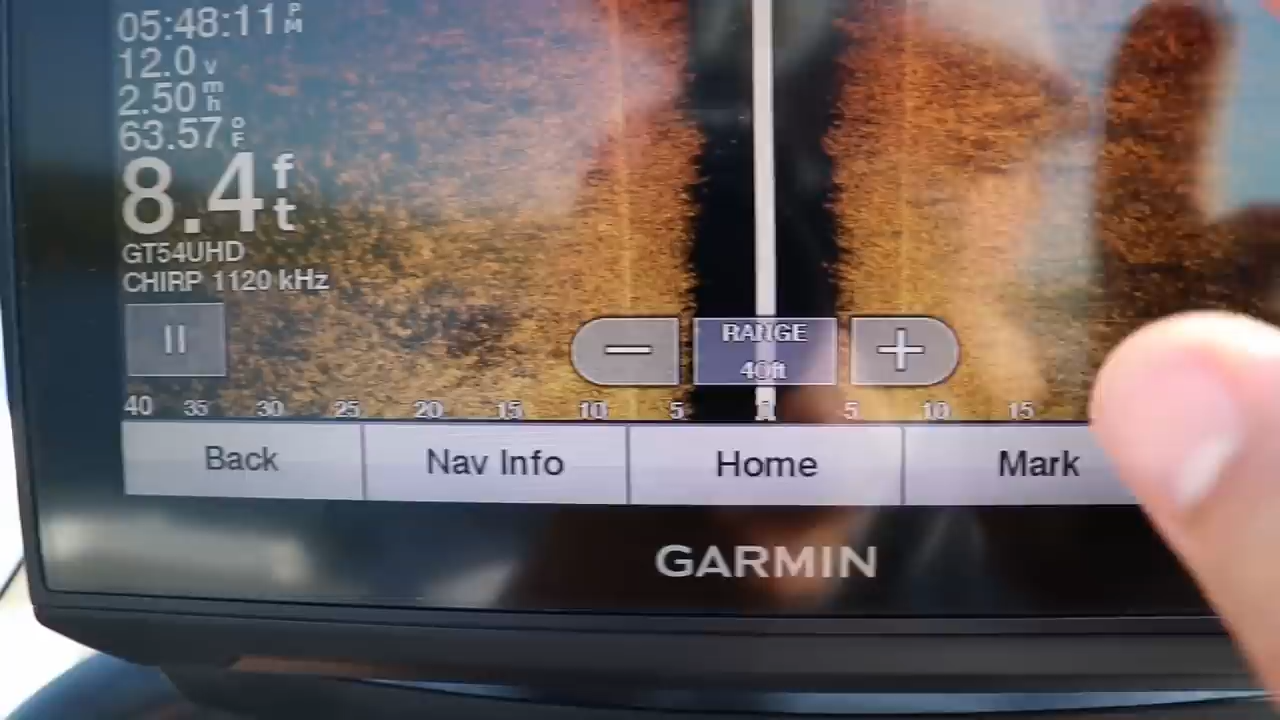 05:48:11 PM
12.0 v
2.50 mh
63.57 °F
8.4 ft
GT54UHD
CHIRP 1120 kHz
RANGE
40ft
40 35 30 25 20 15 10 5 0 5 10 15
Back Nav Info Home Mark
GARMIN